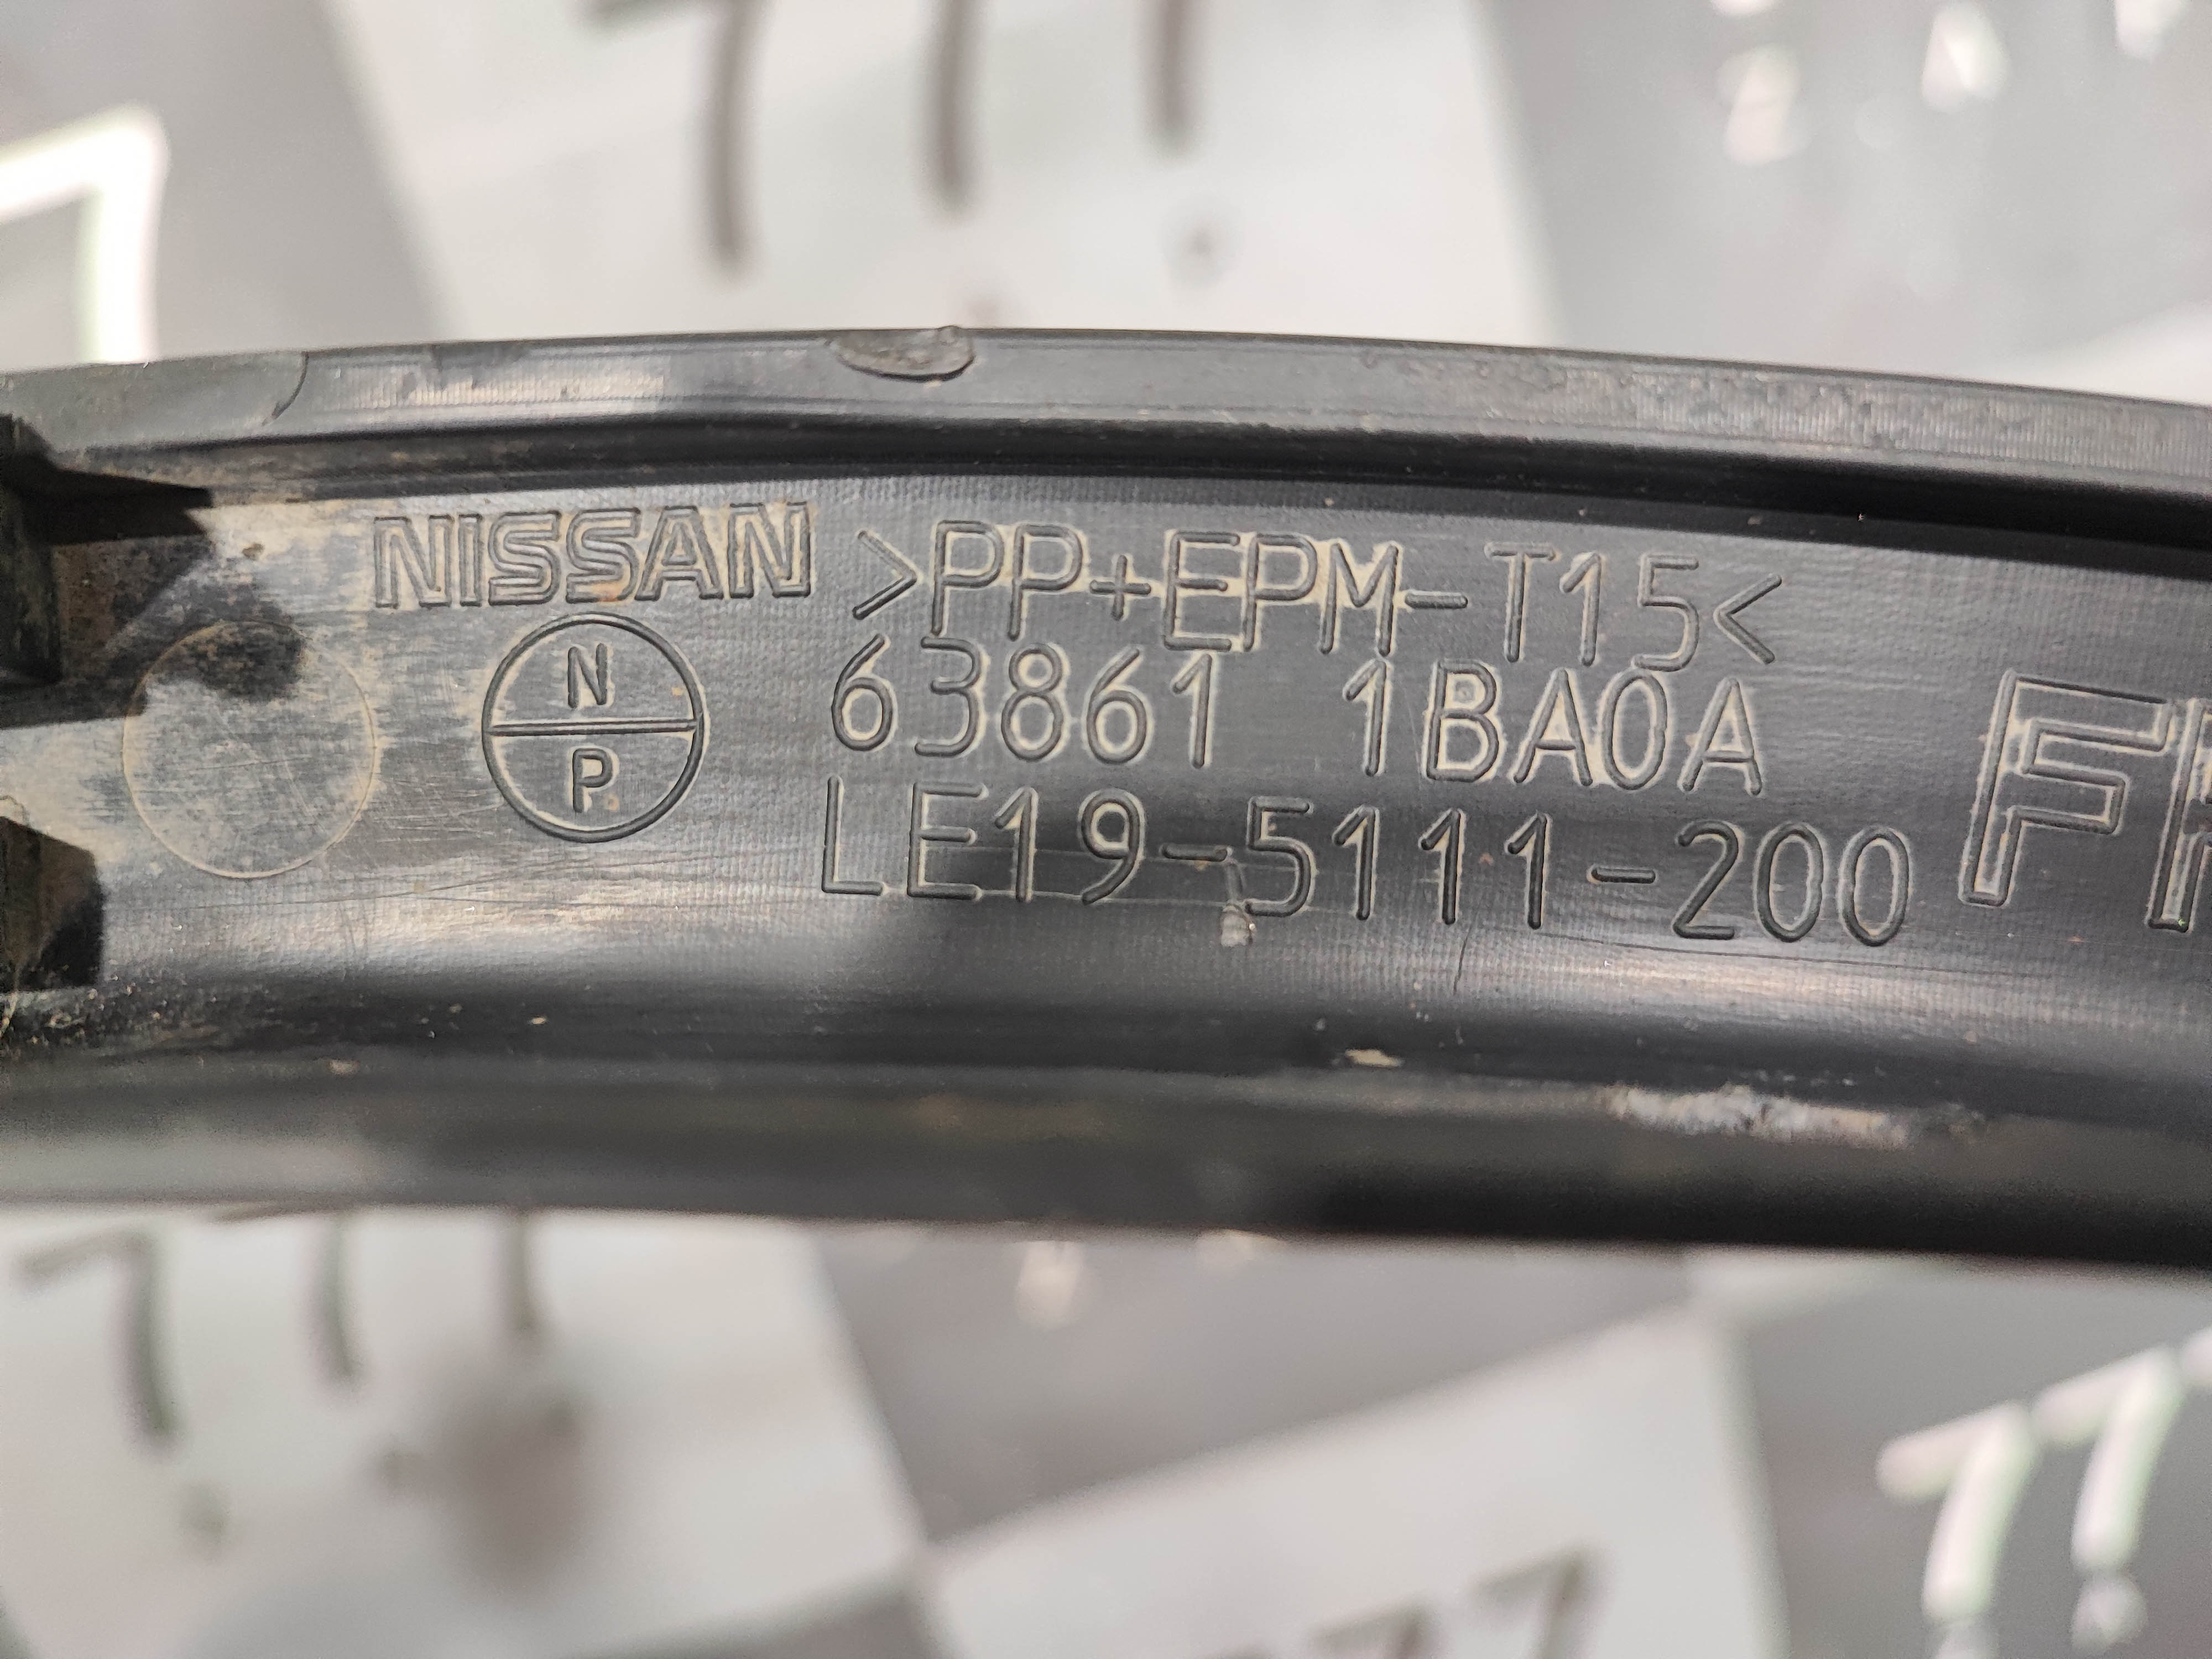 NISSAN >PP+EPM-T15<
N
P
63861 1BA0A
LE19-5111-200